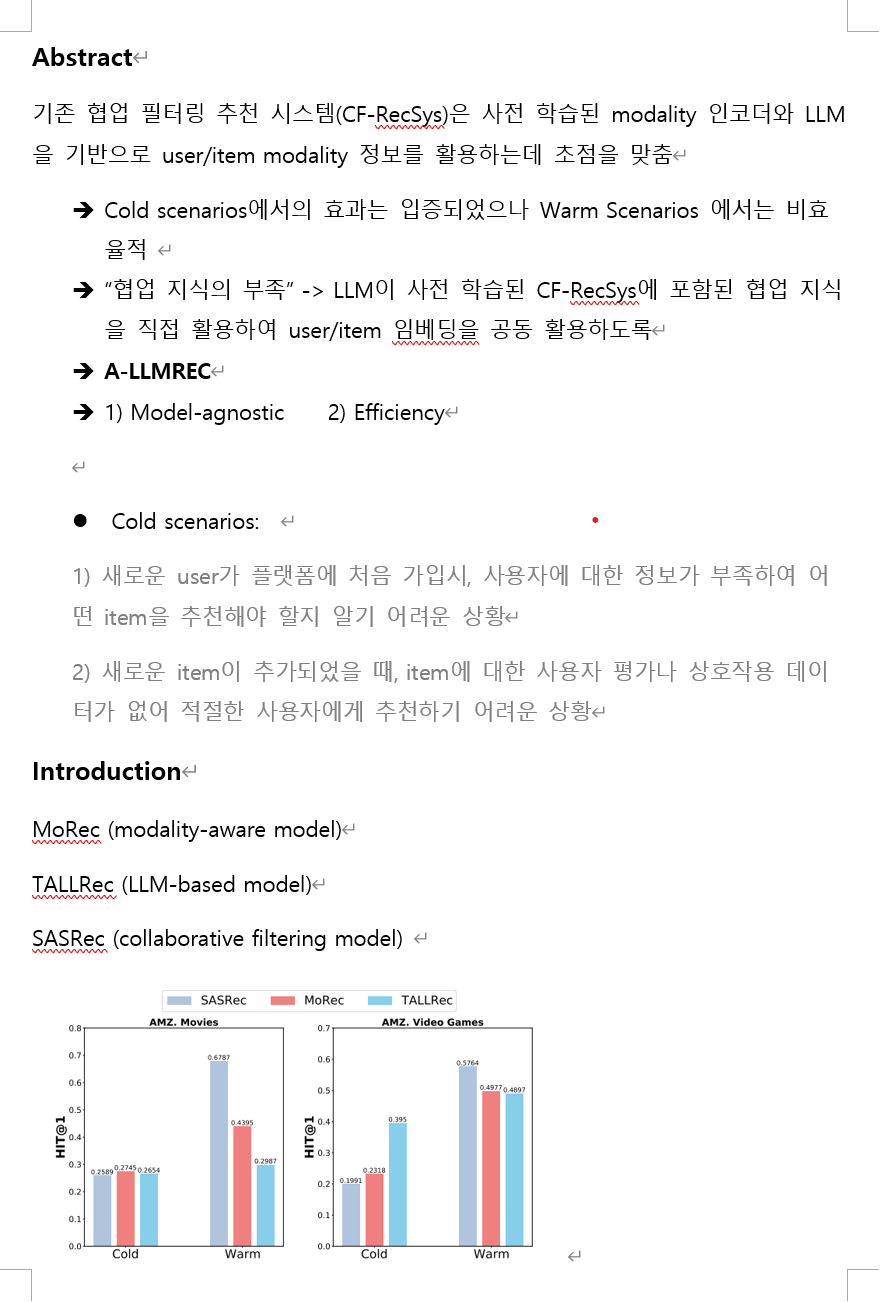 Abstract
기존 협업 필터링 추천 시스템(CF-RecSys)은 사전 학습된 modality 인코더와 LLM
을 기반으로 user/item modality 정보를 활용하는데 초점을 맞춤
➔ Cold scenarios에서의 효과는 입증되었으나 Warm Scenarios 에서는 비효
율적
➔ “협업 지식의 부족” -> LLM이 사전 학습된 CF-RecSys에 포함된 협업 지식
을 직접 활용하여 user/item 임베딩을 공동 활용하도록
➔ A-LLMREC
➔ 1) Model-agnostic 2) Efficiency
● Cold scenarios:
1) 새로운 user가 플랫폼에 처음 가입시, 사용자에 대한 정보가 부족하여 어
떤 item을 추천해야 할지 알기 어려운 상황
2) 새로운 item이 추가되었을 때, item에 대한 사용자 평가나 상호작용 데이
터가 없어 적절한 사용자에게 추천하기 어려운 상황
Introduction
MoRec (modality-aware model)
TALLRec (LLM-based model)
SASRec (collaborative filtering model)
SASRec MoRec TALLRec
AMZ. Movies
HIT@1
0.8
0.7
0.6
0.5
0.4
0.3
0.2
0.1
0.0
0.2589 0.2745 0.2654
0.6787
0.4395
0.2987
Cold Warm
AMZ. Video Games
HIT@1
0.7
0.6
0.5
0.4
0.3
0.2
0.1
0.0
0.1991
0.2318
0.395
0.5764
0.4977 0.4897
Cold Warm